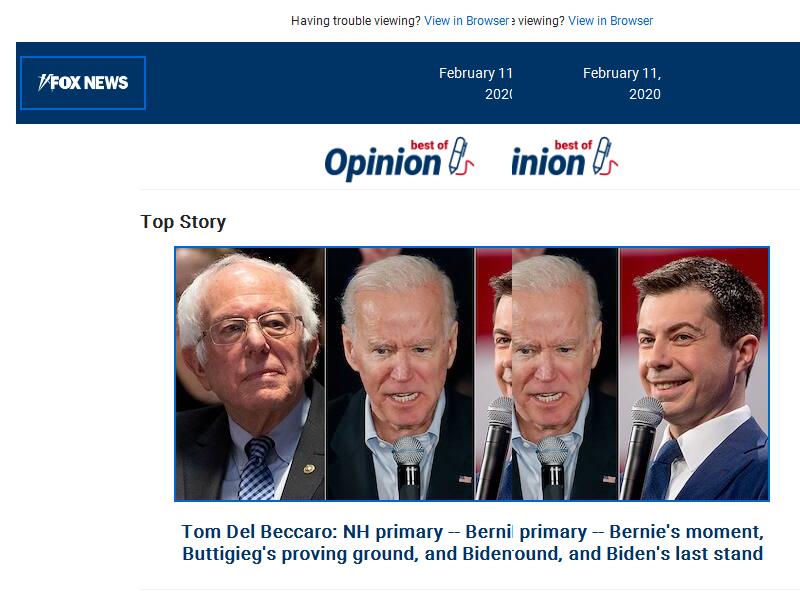 Having trouble viewing? View in Browser e viewing? View in Browser
FOX NEWS
February 11 February 11,
2020 2020
best of best of
Opinion inion
Top Story
Tom Del Beccaro: NH primary -- Berni primary -- Bernie's moment,
Buttigieg's proving ground, and Biden ound, and Biden's last stand